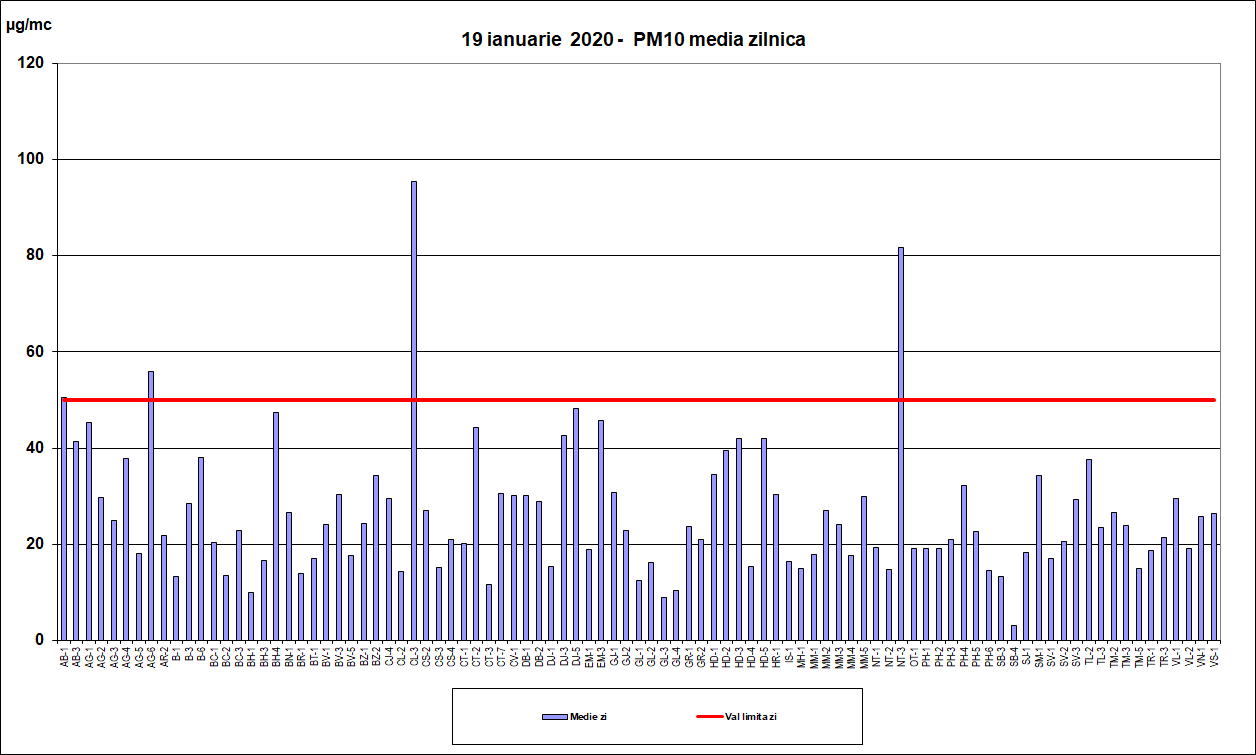 µg/mc
19 ianuarie 2020 - PM10 media zilnica
120
100
80
60
40
20
0
AB-1
AB-3
AG-1
AG-2
AG-3
AG-4
AG-5
AG-6
AR-2
B-1
B-3
B-6
BC-1
BC-2
BC-3
BH-1
BH-3
BH-4
BN-1
BR-1
BT-1
BV-1
BV-3
BV-5
BZ-1
BZ-2
CJ-4
CL-2
CL-3
CS-2
CS-3
CS-4
CT-1
CT-2
CT-3
CT-7
CV-1
DB-1
DB-2
DJ-1
DJ-3
DJ-5
EM-1
EM-3
GJ-1
GJ-2
GL-1
GL-2
GL-3
GL-4
GR-1
GR-2
HD-1
HD-2
HD-3
HD-4
HD-5
HR-1
IS-1
MH-1
MM-1
MM-2
MM-3
MM-4
MM-5
NT-1
NT-2
NT-3
OT-1
PH-1
PH-2
PH-3
PH-4
PH-5
PH-6
SB-3
SB-4
SJ-1
SM-1
SV-1
SV-2
SV-3
TL-2
TL-3
TM-2
TM-3
TM-5
TR-1
TR-3
VL-1
VL-2
VN-1
VS-1
Medie zi
Val limita zi